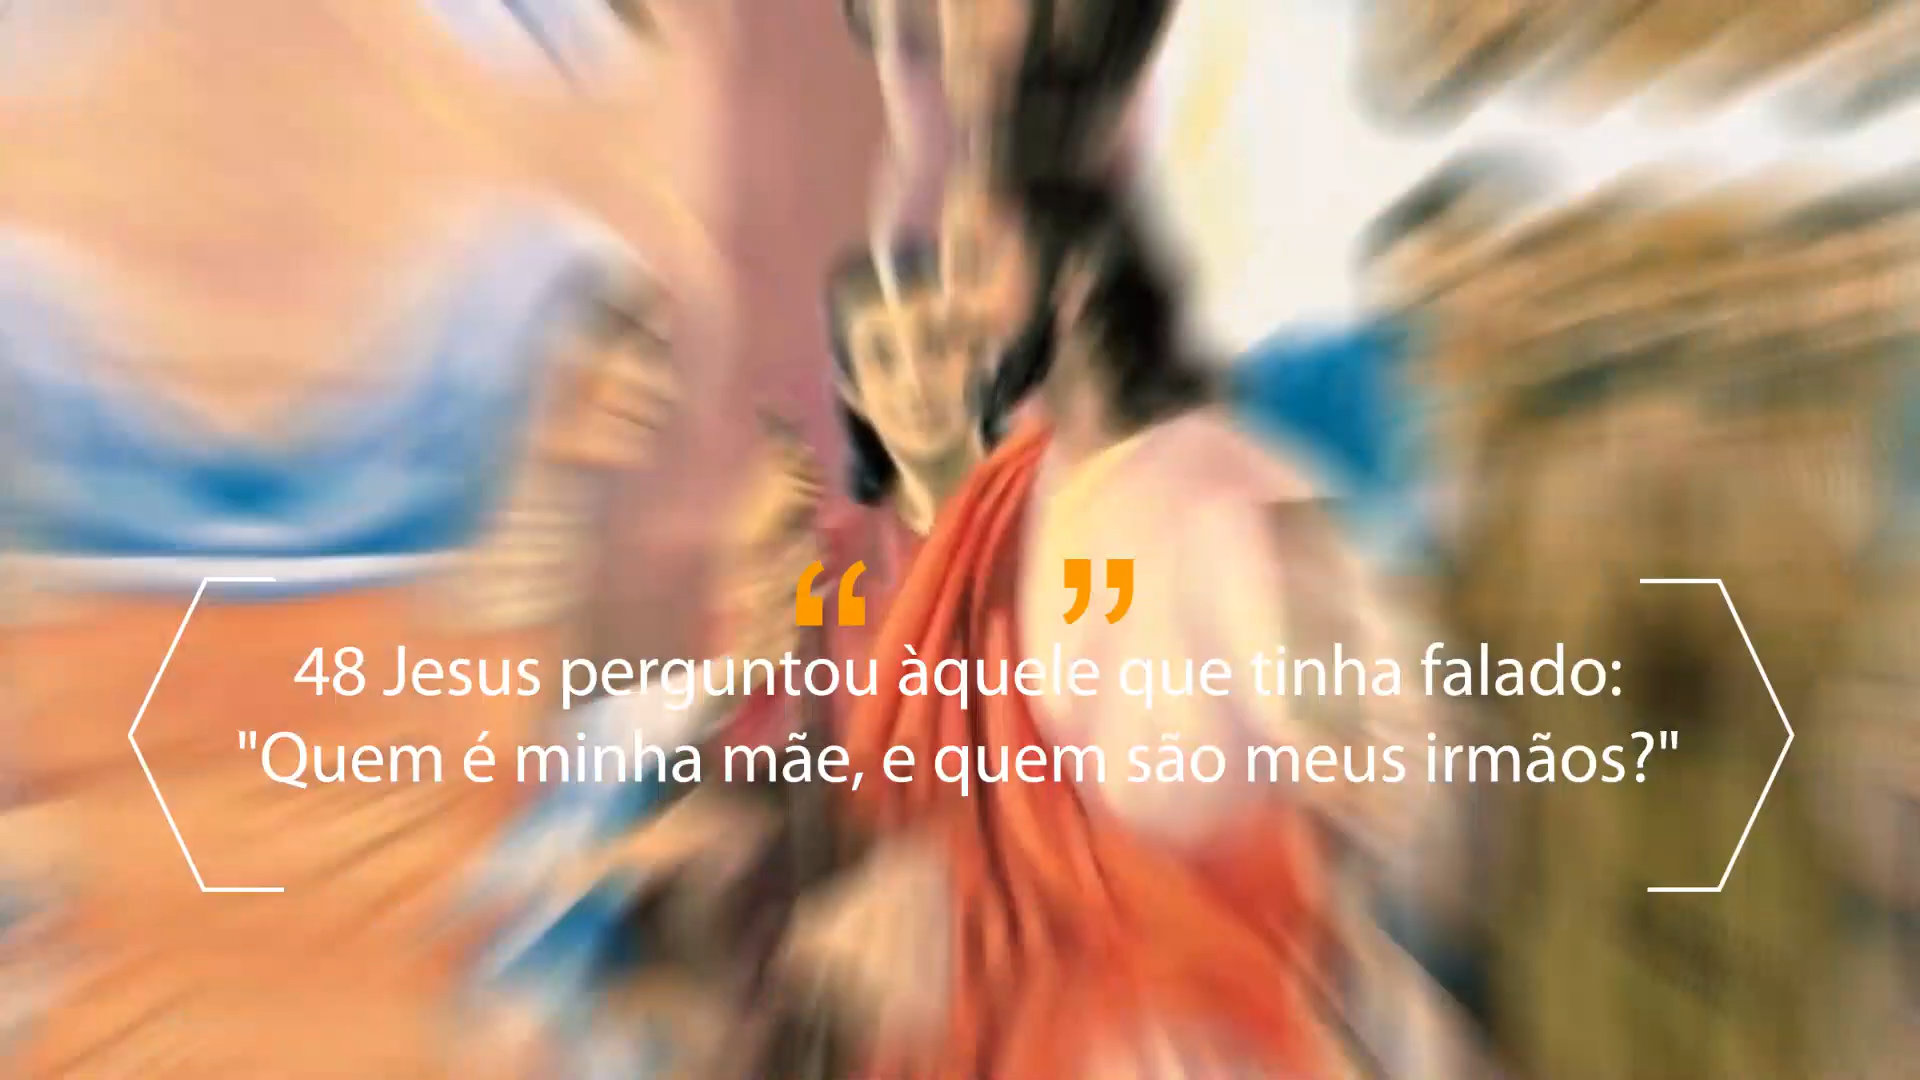 “ ”
48 Jesus perguntou àquele que tinha falado:
"Quem é minha mãe, e quem são meus irmãos?"